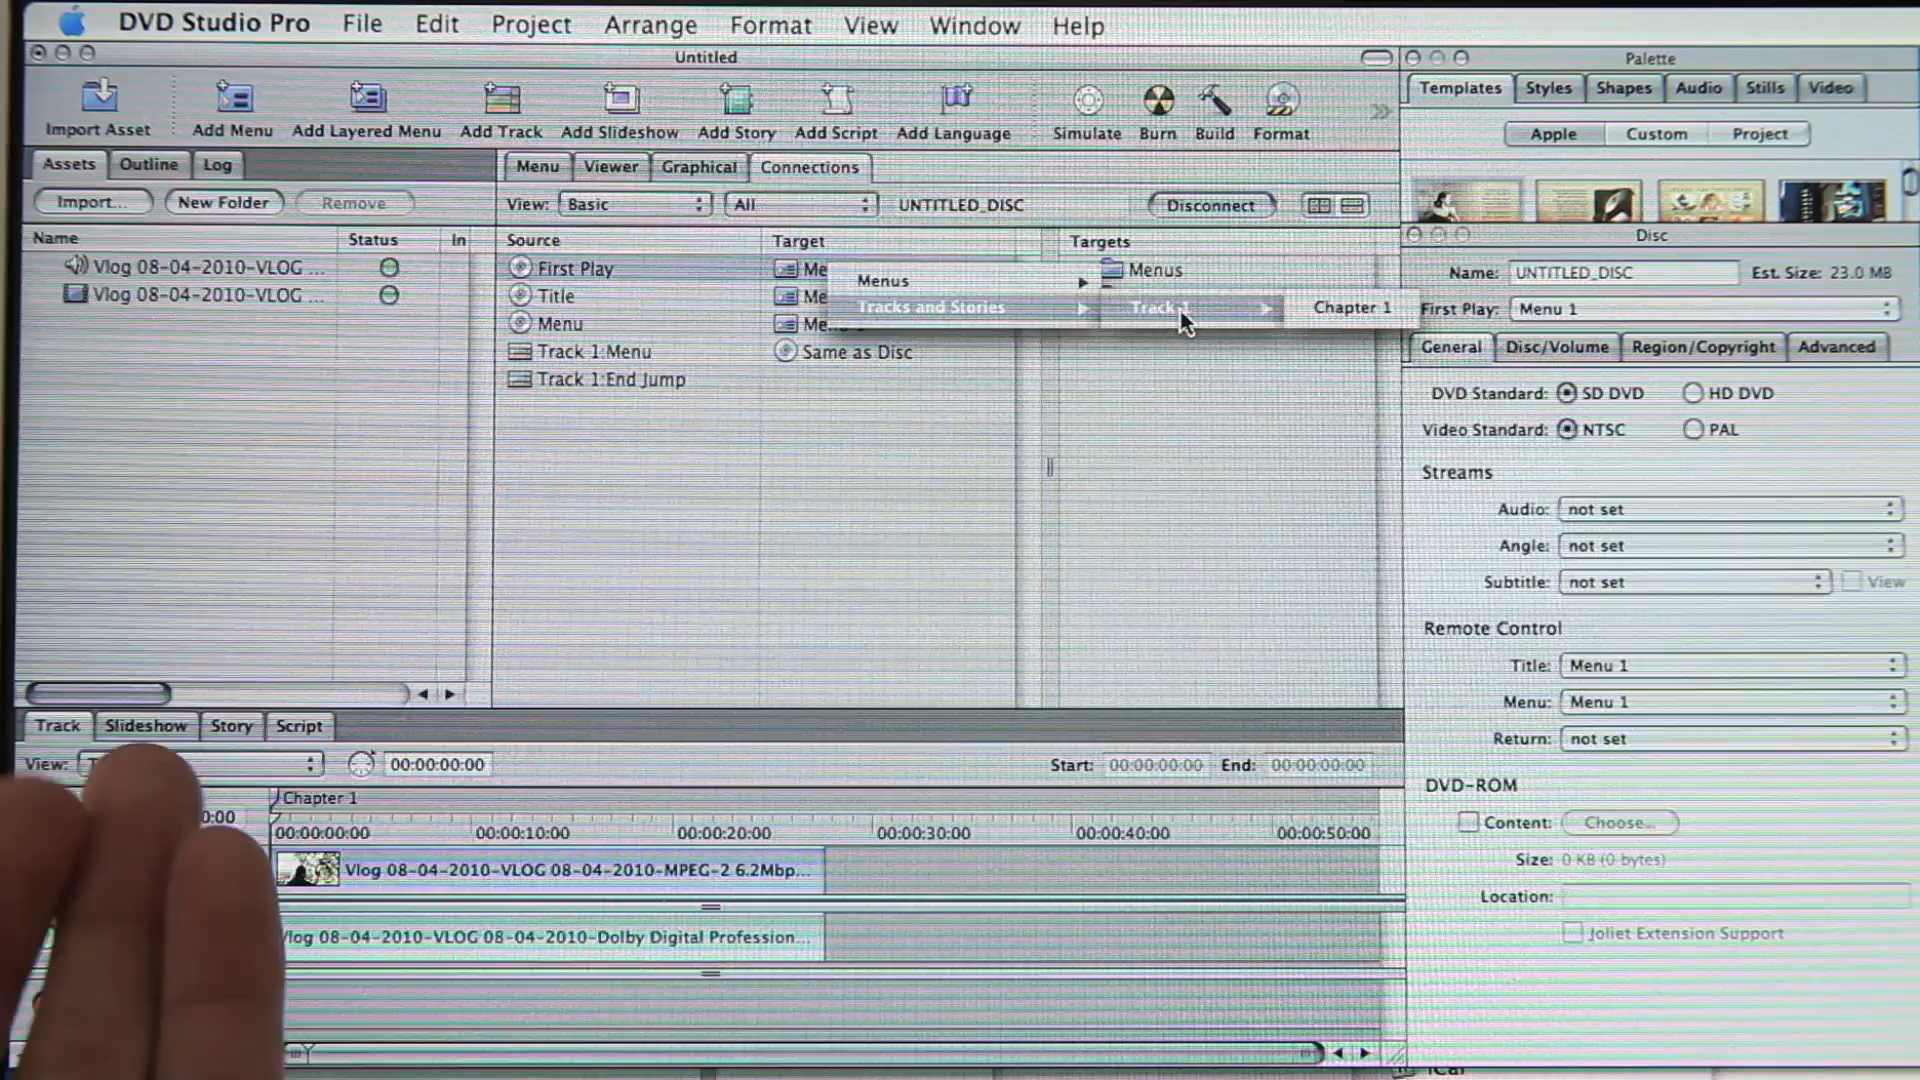 DVD Studio Pro File Edit Project Arrange Format View Window Help
Untitled
Palette
Import Asset Add Menu Add Layered Menu Add Track Add Slideshow Add Story Add Script Add Language Simulate Burn Build Format
Templates Styles Shapes Audio Stills Video
Apple Custom Project
Assets Outline Log
Menu Viewer Graphical Connections
Import... New Folder Remove
View: Basic All UNTITLED_DISC Disconnect
Name Status In
Source Target Targets
Disc
Vlog 08-04-2010-VLOG ...
Vlog 08-04-2010-VLOG ...
First Play Me
Title Me
Menu Me
Track 1:Menu Same as Disc
Track 1:End Jump
Menus
Menus
Tracks and Stories Track 1 Chapter 1
Name: UNTITLED_DISC Est. Size: 23.0 MB
First Play: Menu 1
General Disc/Volume Region/Copyright Advanced
DVD Standard: SD DVD HD DVD
Video Standard: NTSC PAL
Streams
Audio: not set
Angle: not set
Subtitle: not set View
Remote Control
Title: Menu 1
Menu: Menu 1
Return: not set
DVD-ROM
Content: Choose...
Size: 0 KB (0 bytes)
Location:
Joliet Extension Support
Track Slideshow Story Script
View: 00:00:00:00 Start: 00:00:00:00 End: 00:00:00:00
Chapter 1
0:00 00:00:00:00 00:00:10:00 00:00:20:00 00:00:30:00 00:00:40:00 00:00:50:00
Vlog 08-04-2010-VLOG 08-04-2010-MPEG-2 6.2Mbp...
Vlog 08-04-2010-VLOG 08-04-2010-Dolby Digital Profession...